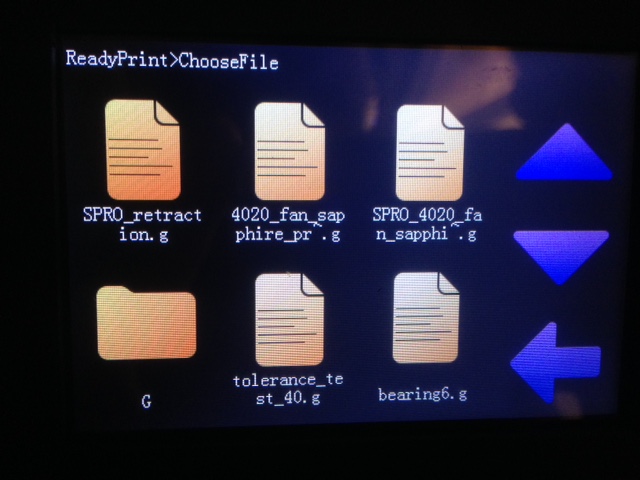 ReadyPrint>ChooseFile
SPRO_retract
ion.g
4020_fan_sap
phire_pr~.g
SPRO_4020_fa
n_sapphi~.g
G
tolerance_te
st_40.g
bearing6.g